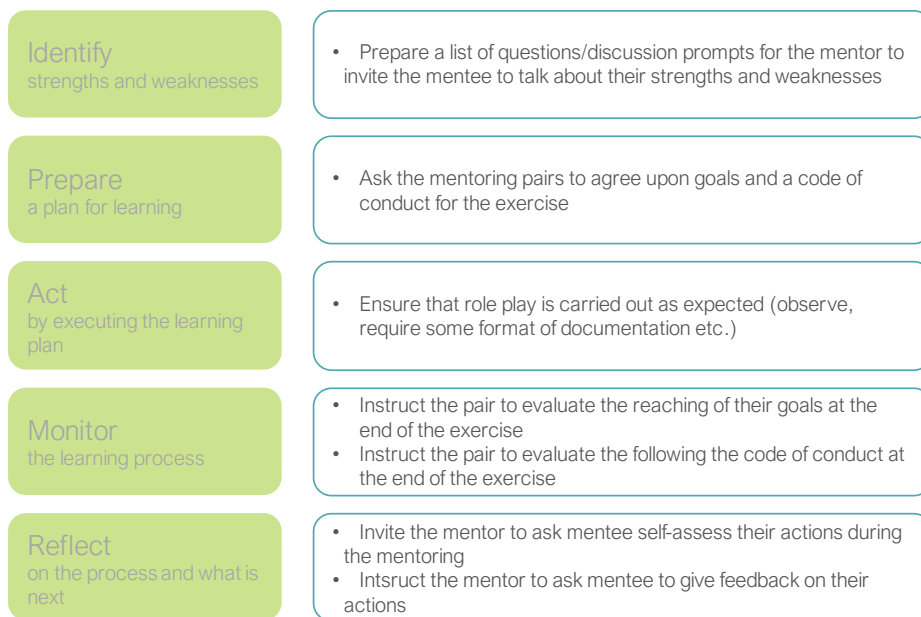 Identify
strengths and weaknesses
• Prepare a list of questions/discussion prompts for the mentor to
invite the mentee to talk about their strengths and weaknesses
Prepare
a plan for learning
• Ask the mentoring pairs to agree upon goals and a code of
conduct for the exercise
Act
by executing the learning
plan
• Ensure that role play is carried out as expected (observe,
require some format of documentation etc.)
Monitor
the learning process
• Instruct the pair to evaluate the reaching of their goals at the
end of the exercise
• Instruct the pair to evaluate the following the code of conduct at
the end of the exercise
Reflect
on the process and what is
next
• Invite the mentor to ask mentee self-assess their actions during
the mentoring
• Intsruct the mentor to ask mentee to give feedback on their
actions